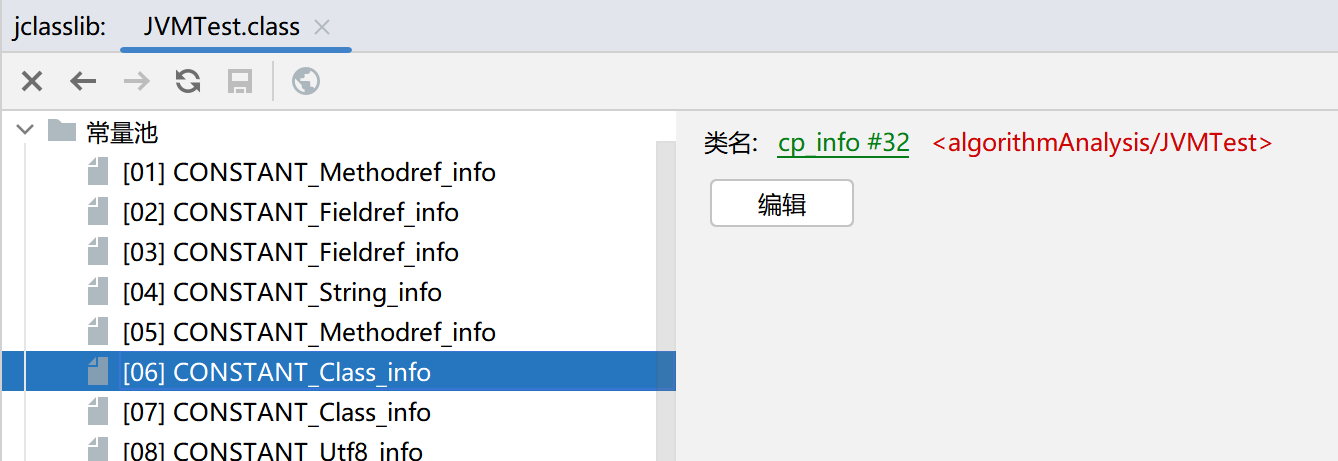 jclasslib: JVMTest.class
常量池
[01] CONSTANT_Methodref_info
[02] CONSTANT_Fieldref_info
[03] CONSTANT_Fieldref_info
[04] CONSTANT_String_info
[05] CONSTANT_Methodref_info
[06] CONSTANT_Class_info
[07] CONSTANT_Class_info
[08] CONSTANT_Utf8_info
类名: cp_info #32 <algorithmAnalysis/JVMTest>
编辑